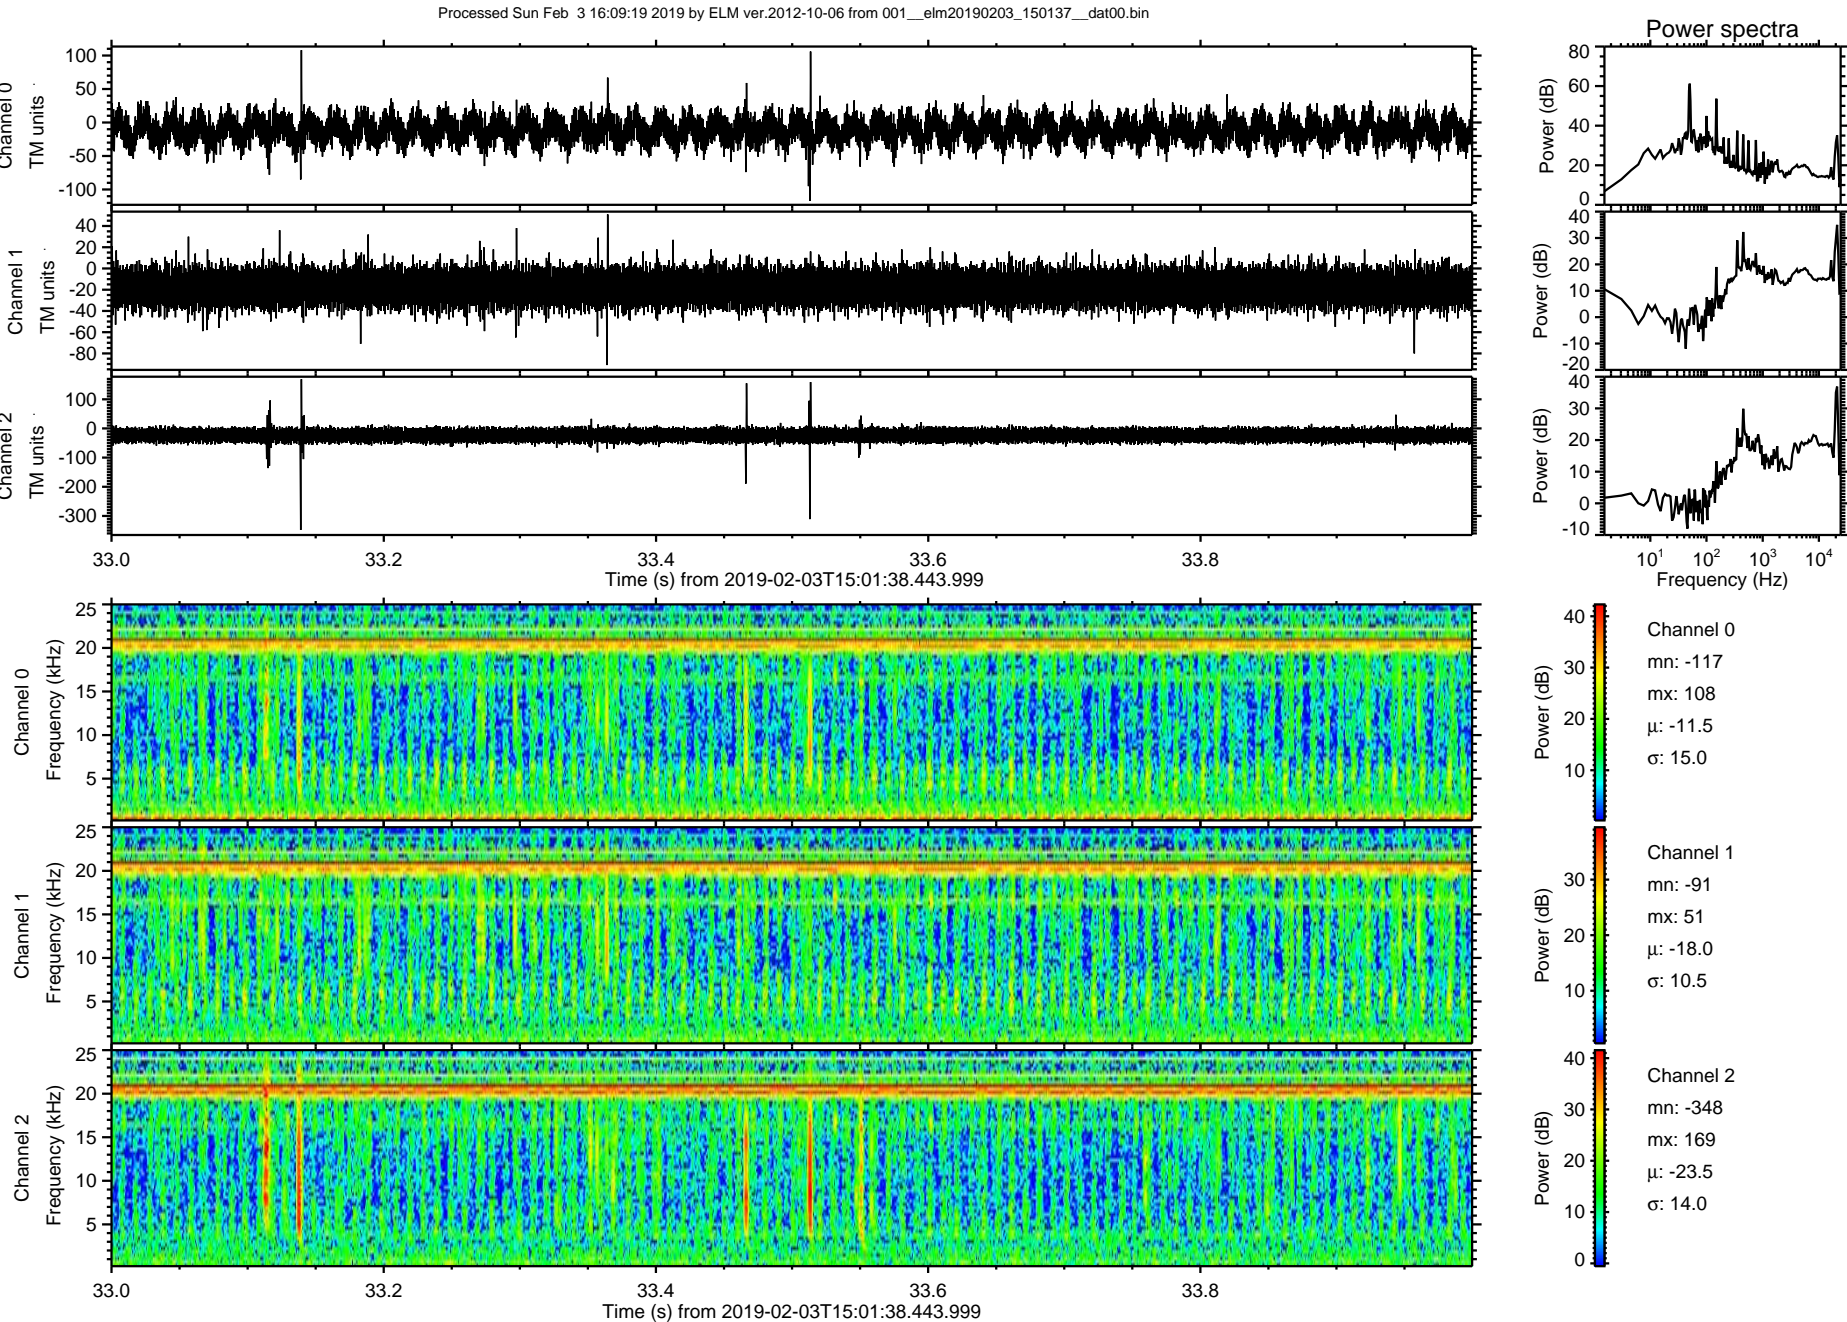 Processed Sun Feb  3 16:09:19 2019 by ELM ver.2012-10-06 from 001__elm20190203_150137__dat00.bin
Power spectra
Channel 0
TM units
100
50
0
-50
-100
Power (dB)
80
60
40
20
0
Channel 1
TM units
40
20
0
-20
-40
-60
-80
Power (dB)
40
30
20
10
0
-10
-20
Channel 2
TM units
100
0
-100
-200
-300
Power (dB)
40
30
20
10
0
-10
33.0 33.2 33.4 33.6 33.8
Time (s) from 2019-02-03T15:01:38.443.999
10^1 10^2 10^3 10^4
Frequency (Hz)
Channel 0
Frequency (kHz)
25
20
15
10
5
Power (dB)
40
30
20
10
Channel 0
mn: -117
mx: 108
µ: -11.5
σ: 15.0
Channel 1
Frequency (kHz)
25
20
15
10
5
Power (dB)
30
20
10
Channel 1
mn: -91
mx: 51
µ: -18.0
σ: 10.5
Channel 2
Frequency (kHz)
25
20
15
10
5
Power (dB)
40
30
20
10
0
Channel 2
mn: -348
mx: 169
µ: -23.5
σ: 14.0
33.0 33.2 33.4 33.6 33.8
Time (s) from 2019-02-03T15:01:38.443.999